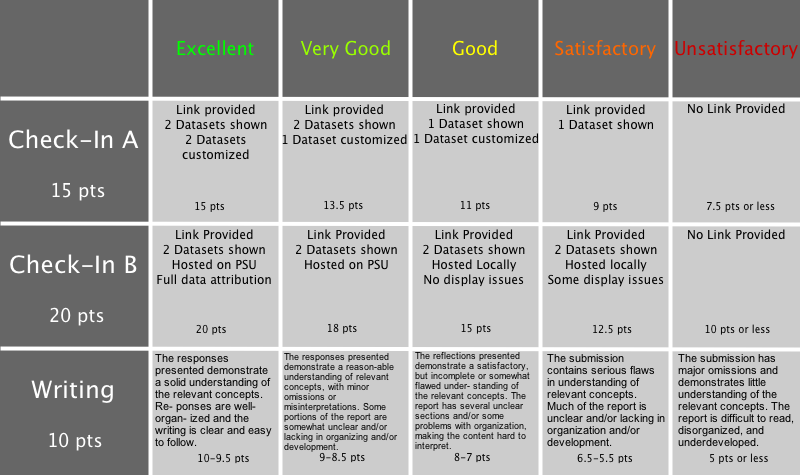 Excellent
Very Good
Good
Satisfactory
Unsatisfactory
Check-In A
15 pts
Link provided
2 Datasets shown
2 Datasets
customized
15 pts
Link provided
2 Datasets shown
1 Dataset customized
13.5 pts
Link provided
1 Dataset shown
1 Dataset customized
11 pts
Link provided
1 Dataset shown
9 pts
No Link Provided
7.5 pts or less
Check-In B
20 pts
Link Provided
2 Datasets shown
Hosted on PSU
Full data attribution
20 pts
Link Provided
2 Datasets shown
Hosted on PSU
18 pts
Link Provided
2 Datasets shown
Hosted Locally
No display issues
15 pts
Link Provided
2 Datasets shown
Hosted locally
Some display issues
12.5 pts
No Link Provided
10 pts or less
Writing
10 pts
The responses
presented demonstrate
a solid understanding of
the relevant concepts.
Re- ponses are well-
organ- ized and the
writing is clear and easy
to follow.
10-9.5 pts
The responses presented
demonstrate a reason-able
understanding of relevant
concepts, with minor
omissions or
misinterpretations. Some
portions of the report are
somewhat unclear and/or
lacking in organizing and/or
development.
9-8.5 pts
The reflections presented
demonstrate a satisfactory,
but incomplete or somewhat
flawed under- standing of
the relevant concepts. The
report has several unclear
sections and/or some
problems with organization,
making the content hard to
interpret.
8-7 pts
The submission
contains serious flaws
in understanding of
relevant concepts.
Much of the report is
unclear and/or lacking in
organization and/or
development.
6.5-5.5 pts
The submission has
major omissions and
demonstrates little
understanding of the
relevant concepts. The
report is difficult to read,
disorganized, and
underdeveloped.
5 pts or less